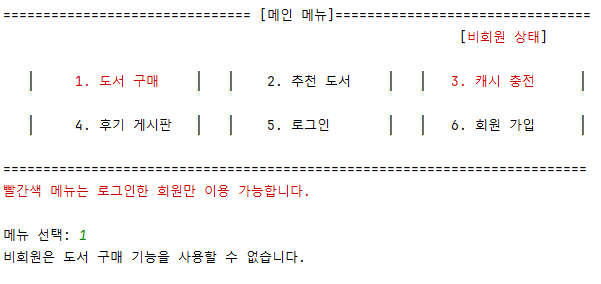 =============================== [메인 메뉴]================================
[비회원 상태]
|     1. 도서 구매     |   |    2. 추천 도서     |   |   3. 캐시 충전      |
|     4. 후기 게시판   |   |    5. 로그인        |   |   6. 회원 가입      |
=========================================================================
빨간색 메뉴는 로그인한 회원만 이용 가능합니다.
메뉴 선택: 1
비회원은 도서 구매 기능을 사용할 수 없습니다.